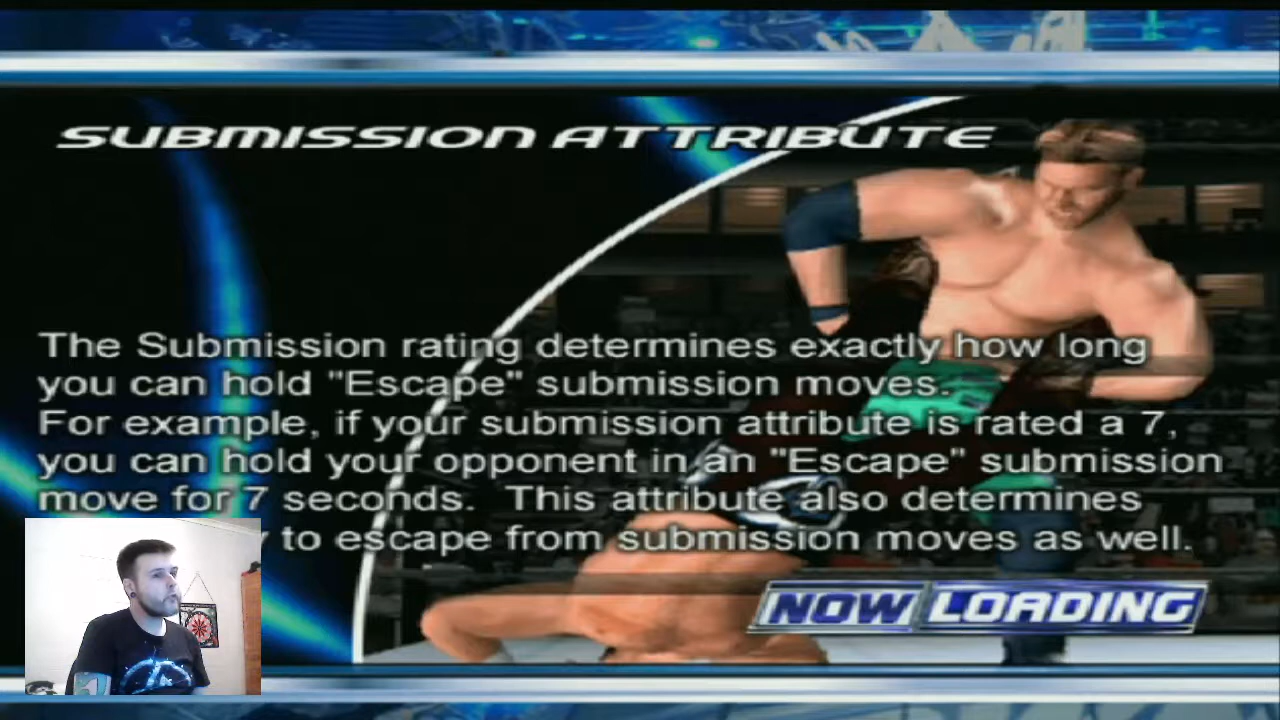 SUBMISSION ATTRIBUTE
The Submission rating determines exactly how long
you can hold "Escape" submission moves.
For example, if your submission attribute is rated a 7,
you can hold your opponent in an "Escape" submission
move for 7 seconds. This attribute also determines
to escape from submission moves as well.
NOW LOADING